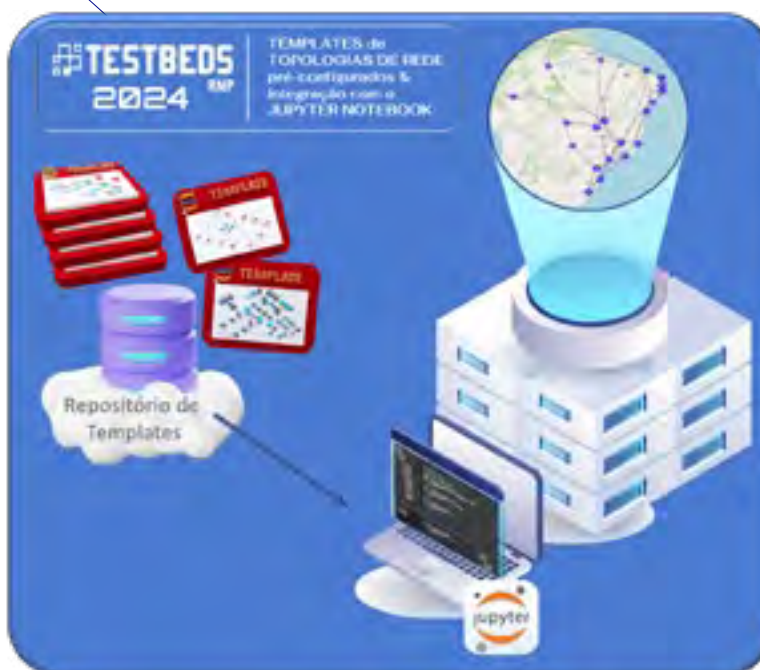 TESTBEDS
RNP
2024
TEMPLATES de
TOPOLOGIAS DE REDE
pré-configurados &
Integração com o
JUPYTER NOTEBOOK
TEMPLATE
TEMPLATE
TEMPLATE
Repositório de
Templates
jupyter